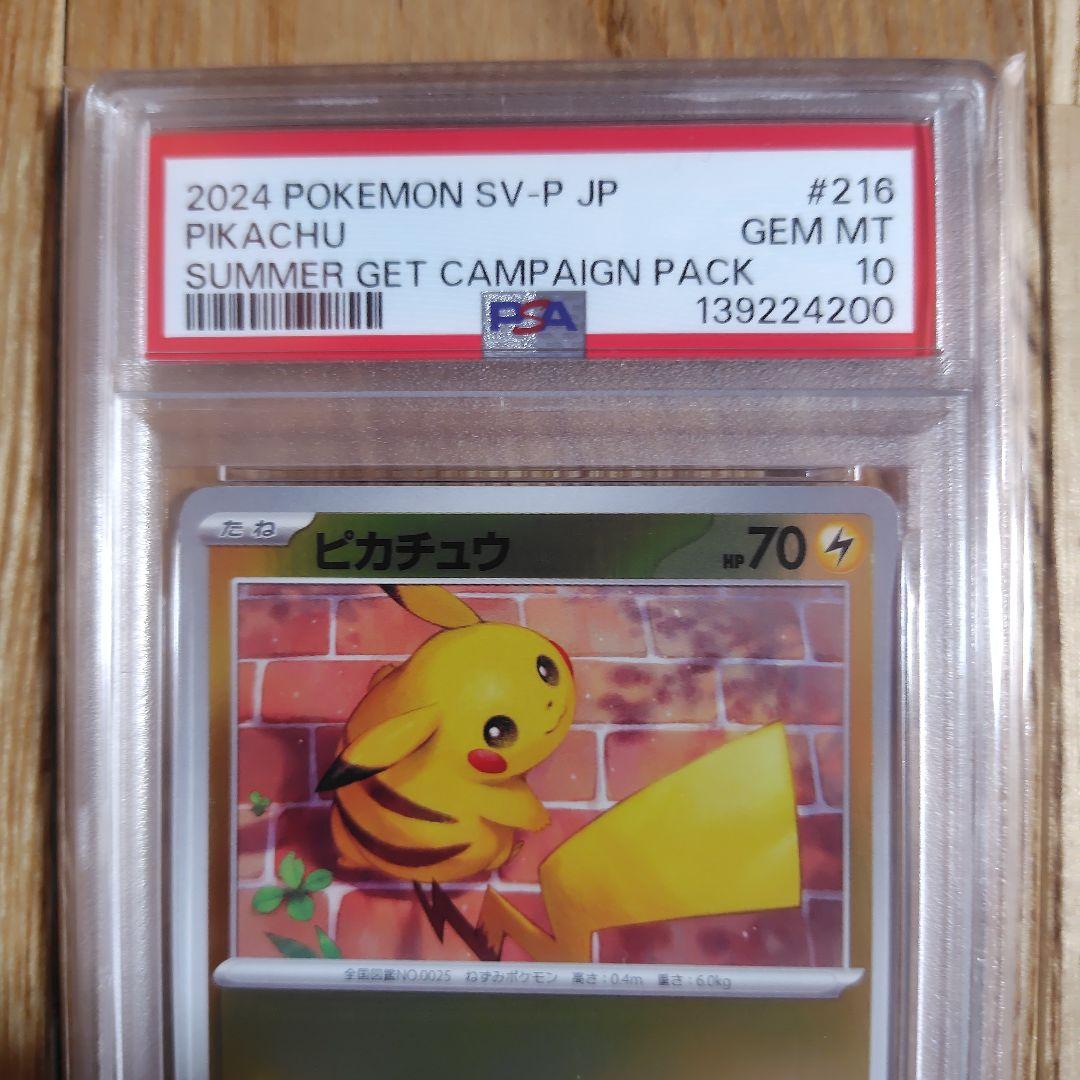 2024 POKEMON SV-P JP #216
PIKACHU GEM MT
SUMMER GET CAMPAIGN PACK 10
PSA 139224200
たね ピカチュウ HP70
全国図鑑NO.0025 ねずみポケモン 高さ：0.4m 重さ：6.0kg